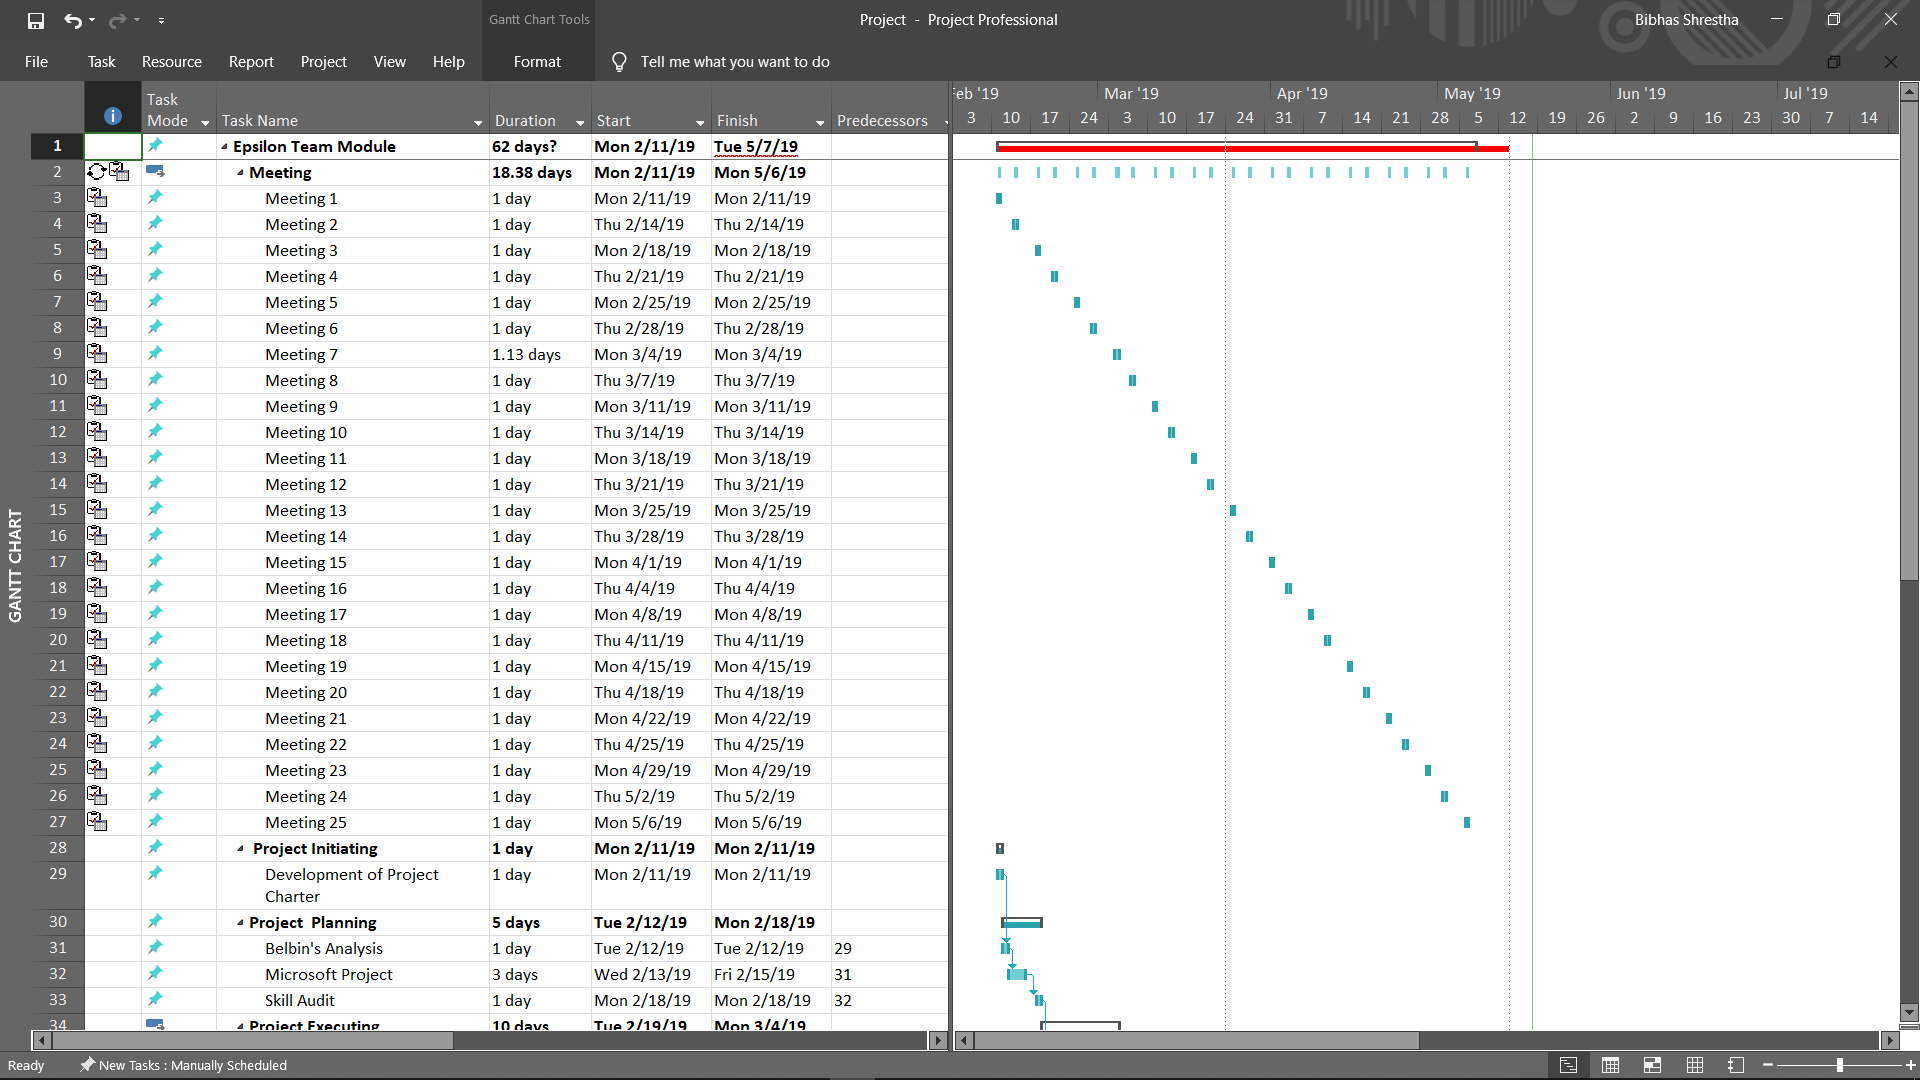 Gantt Chart Tools
Project - Project Professional
Bibhas Shrestha
File Task Resource Report Project View Help Format Tell me what you want to do
GANTT CHART
i Task Mode Task Name Duration Start Finish Predecessors
Feb '19 Mar '19 Apr '19 May '19 Jun '19 Jul '19
3 10 17 24 3 10 17 24 31 7 14 21 28 5 12 19 26 2 9 16 23 30 7 14
1 Epsilon Team Module 62 days? Mon 2/11/19 Tue 5/7/19
2 Meeting 18.38 days Mon 2/11/19 Mon 5/6/19
3 Meeting 1 1 day Mon 2/11/19 Mon 2/11/19
4 Meeting 2 1 day Thu 2/14/19 Thu 2/14/19
5 Meeting 3 1 day Mon 2/18/19 Mon 2/18/19
6 Meeting 4 1 day Thu 2/21/19 Thu 2/21/19
7 Meeting 5 1 day Mon 2/25/19 Mon 2/25/19
8 Meeting 6 1 day Thu 2/28/19 Thu 2/28/19
9 Meeting 7 1.13 days Mon 3/4/19 Mon 3/4/19
10 Meeting 8 1 day Thu 3/7/19 Thu 3/7/19
11 Meeting 9 1 day Mon 3/11/19 Mon 3/11/19
12 Meeting 10 1 day Thu 3/14/19 Thu 3/14/19
13 Meeting 11 1 day Mon 3/18/19 Mon 3/18/19
14 Meeting 12 1 day Thu 3/21/19 Thu 3/21/19
15 Meeting 13 1 day Mon 3/25/19 Mon 3/25/19
16 Meeting 14 1 day Thu 3/28/19 Thu 3/28/19
17 Meeting 15 1 day Mon 4/1/19 Mon 4/1/19
18 Meeting 16 1 day Thu 4/4/19 Thu 4/4/19
19 Meeting 17 1 day Mon 4/8/19 Mon 4/8/19
20 Meeting 18 1 day Thu 4/11/19 Thu 4/11/19
21 Meeting 19 1 day Mon 4/15/19 Mon 4/15/19
22 Meeting 20 1 day Thu 4/18/19 Thu 4/18/19
23 Meeting 21 1 day Mon 4/22/19 Mon 4/22/19
24 Meeting 22 1 day Thu 4/25/19 Thu 4/25/19
25 Meeting 23 1 day Mon 4/29/19 Mon 4/29/19
26 Meeting 24 1 day Thu 5/2/19 Thu 5/2/19
27 Meeting 25 1 day Mon 5/6/19 Mon 5/6/19
28 Project Initiating 1 day Mon 2/11/19 Mon 2/11/19
29 Development of Project 1 day Mon 2/11/19 Mon 2/11/19
Charter
30 Project Planning 5 days Tue 2/12/19 Mon 2/18/19
31 Belbin's Analysis 1 day Tue 2/12/19 Tue 2/12/19 29
32 Microsoft Project 3 days Wed 2/13/19 Fri 2/15/19 31
33 Skill Audit 1 day Mon 2/18/19 Mon 2/18/19 32
34 Project Executing 10 days Tue 2/19/19 Mon 3/4/19
Ready New Tasks : Manually Scheduled